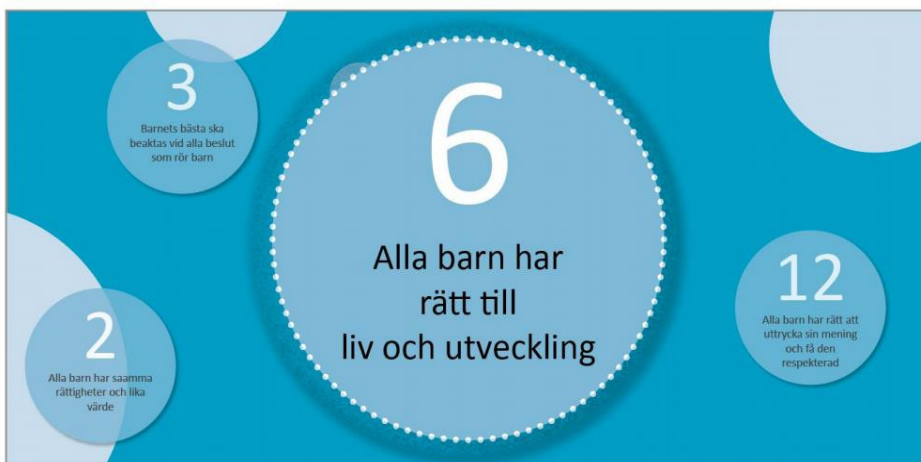 3
Barnets bästa ska
beaktas vid alla beslut
som rör barn
6
Alla barn har
rätt till
liv och utveckling
2
Alla barn har saamma
rättigheter och lika
värde
12
Alla barn har rätt att
uttrycka sin mening
och få den
respekterad